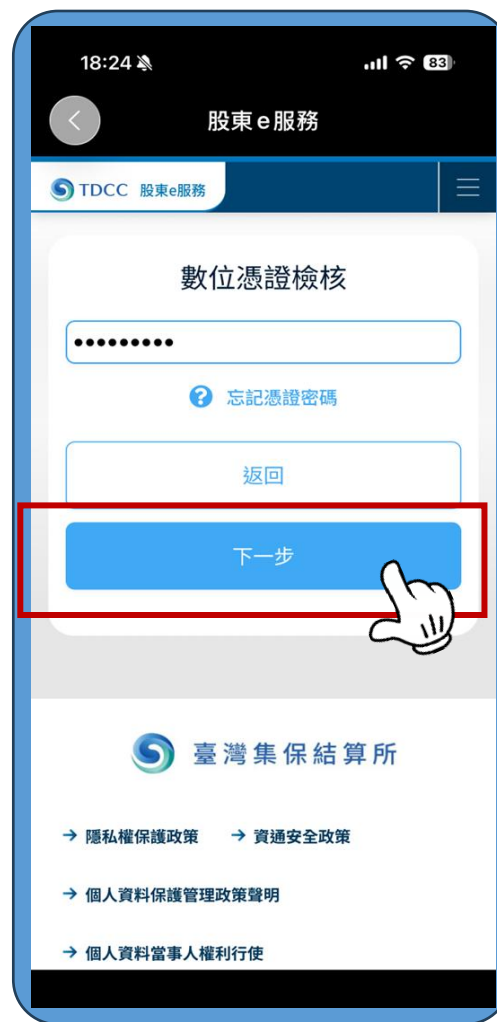 18:24
83
股東e服務
TDCC 股東e服務
數位憑證檢核
•••••••••
? 忘記憑證密碼
返回
下一步
臺灣集保結算所
→ 隱私權保護政策 → 資通安全政策
→ 個人資料保護管理政策聲明
→ 個人資料當事人權利行使